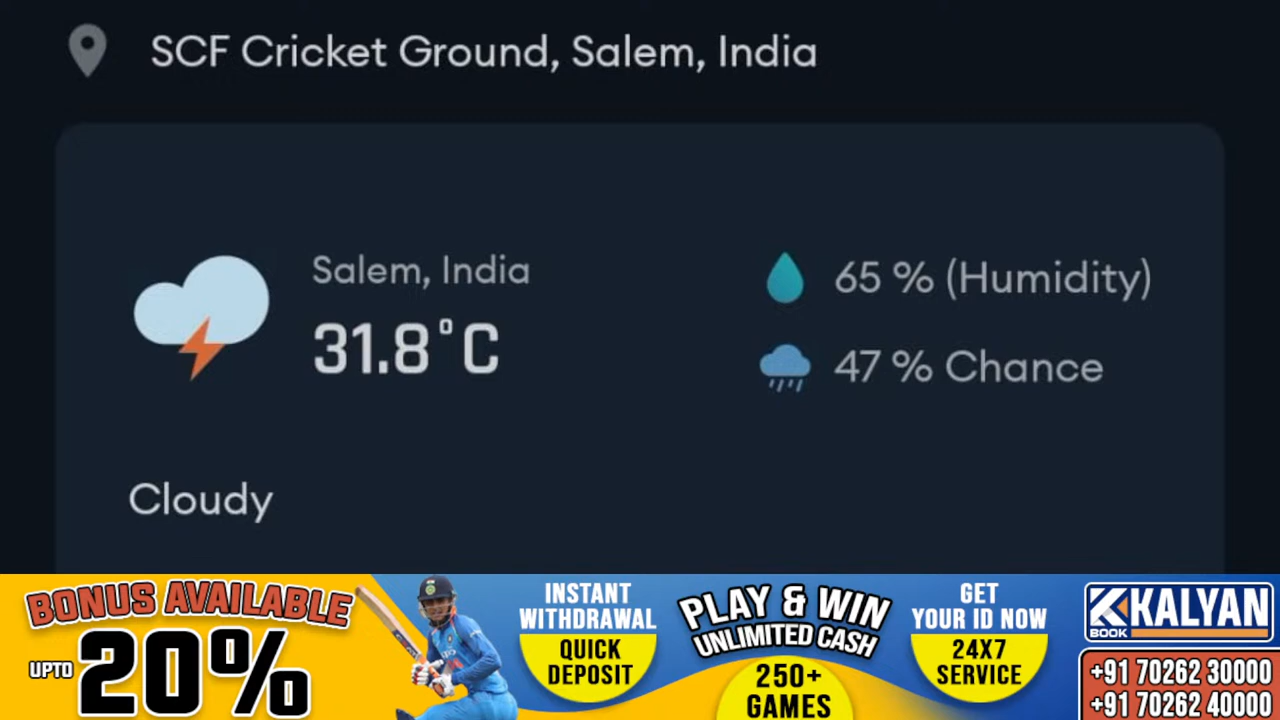 SCF Cricket Ground, Salem, India
Salem, India
31.8°C
65 % (Humidity)
47 % Chance
Cloudy
BONUS AVAILABLE
UPTO 20%
INSTANT
WITHDRAWAL
QUICK
DEPOSIT
PLAY & WIN
UNLIMITED CASH
250+
GAMES
GET
YOUR ID NOW
24X7
SERVICE
KALYAN
BOOK
+91 70262 30000
+91 70262 40000